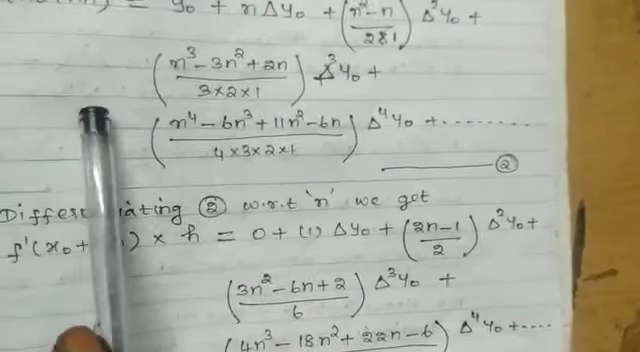 = y₀ + nΔy₀ + (n²-n / 2&1) Δ²y₀ +
(n³-3n²+2n / 3×2×1) Δ³y₀ +
(n⁴-6n³+11n²-6n / 4×3×2×1) Δ⁴y₀ + ........
②
② w.r.t 'n' we get
f'(x₀+ ) × h = 0 + (1) Δy₀ + (2n-1 / 2) Δ²y₀ +
(3n²-6n+2 / 6) Δ³y₀ +
(4n³-18n²+22n-6) Δ⁴y₀ + ....